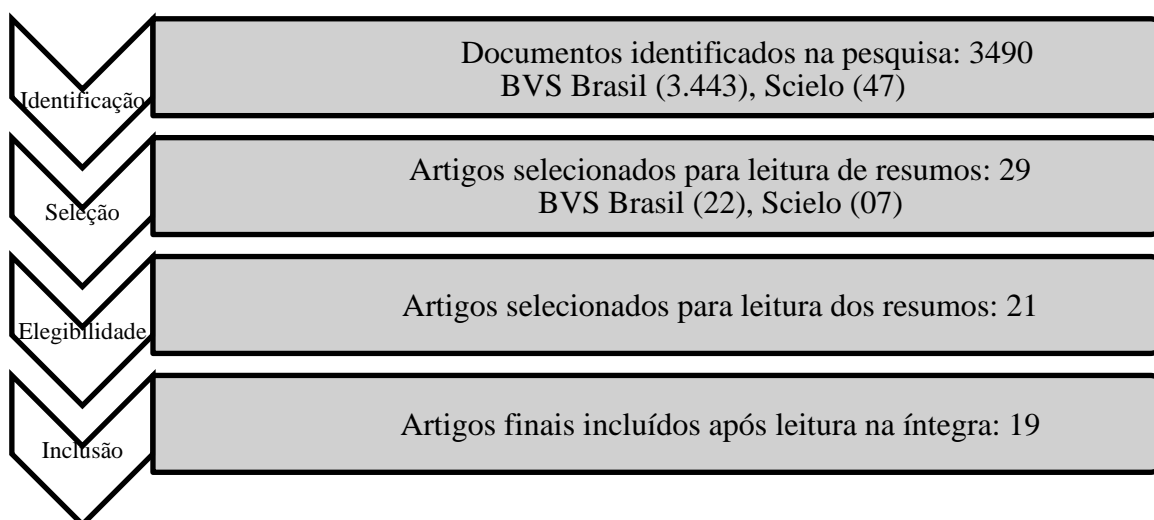 Identificação
Documentos identificados na pesquisa: 3490
BVS Brasil (3.443), Scielo (47)
Seleção
Artigos selecionados para leitura de resumos: 29
BVS Brasil (22), Scielo (07)
Elegibilidade
Artigos selecionados para leitura dos resumos: 21
Inclusão
Artigos finais incluídos após leitura na íntegra: 19